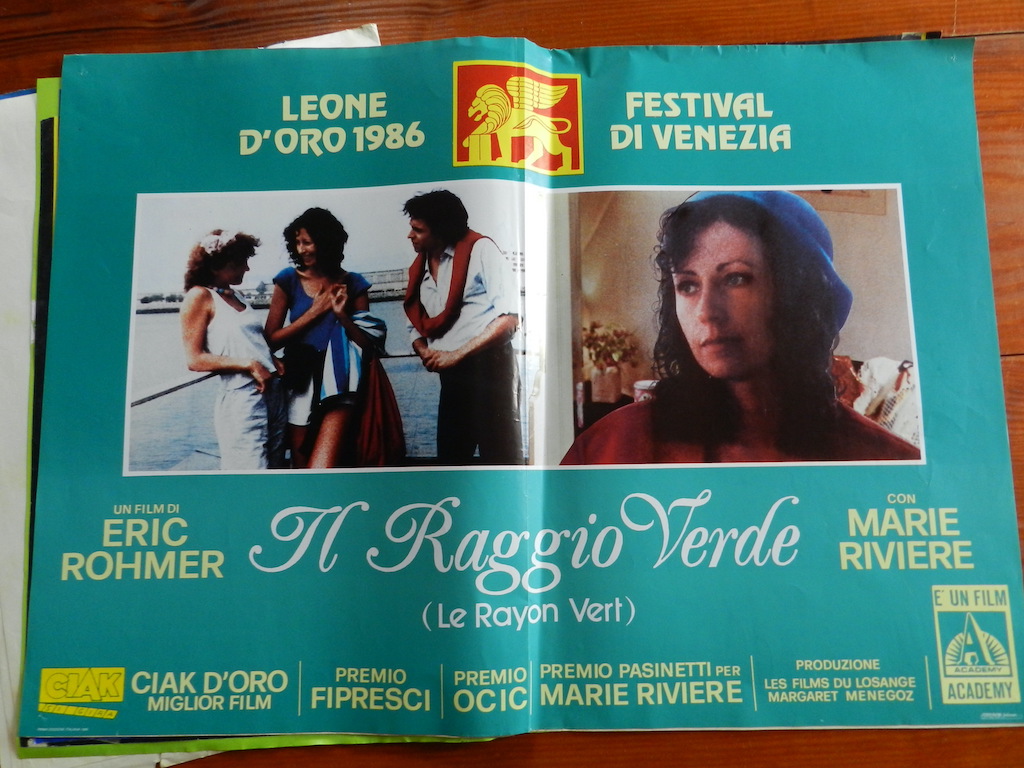 LEONE
D'ORO 1986
FESTIVAL
DI VENEZIA
UN FILM DI
ERIC
ROHMER
Il Raggio Verde
(Le Rayon Vert)
CON
MARIE
RIVIERE
CIAK
CIAK D'ORO
MIGLIOR FILM
PREMIO
FIPRESCI
PREMIO
OCIC
PREMIO PASINETTI PER
MARIE RIVIERE
PRODUZIONE
LES FILMS DU LOSANGE
MARGARET MENEGOZ
E' UN FILM
ACADEMY
ACADEMY